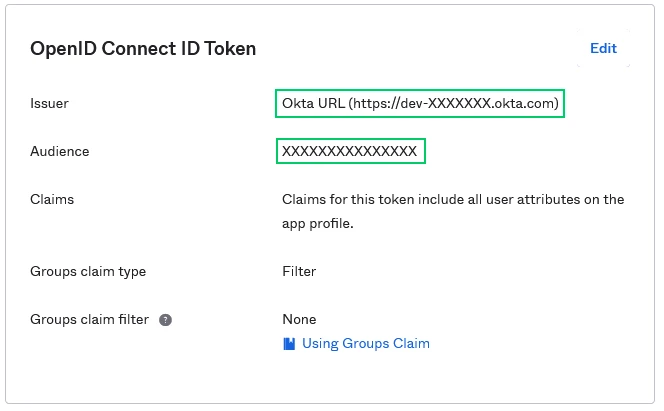 OpenID Connect ID Token
Edit
Issuer
Okta URL (https://dev-XXXXXXX.okta.com)
Audience
XXXXXXXXXXXXXXX
Claims
Claims for this token include all user attributes on the
app profile.
Groups claim type
Filter
Groups claim filter ?
None
Using Groups Claim